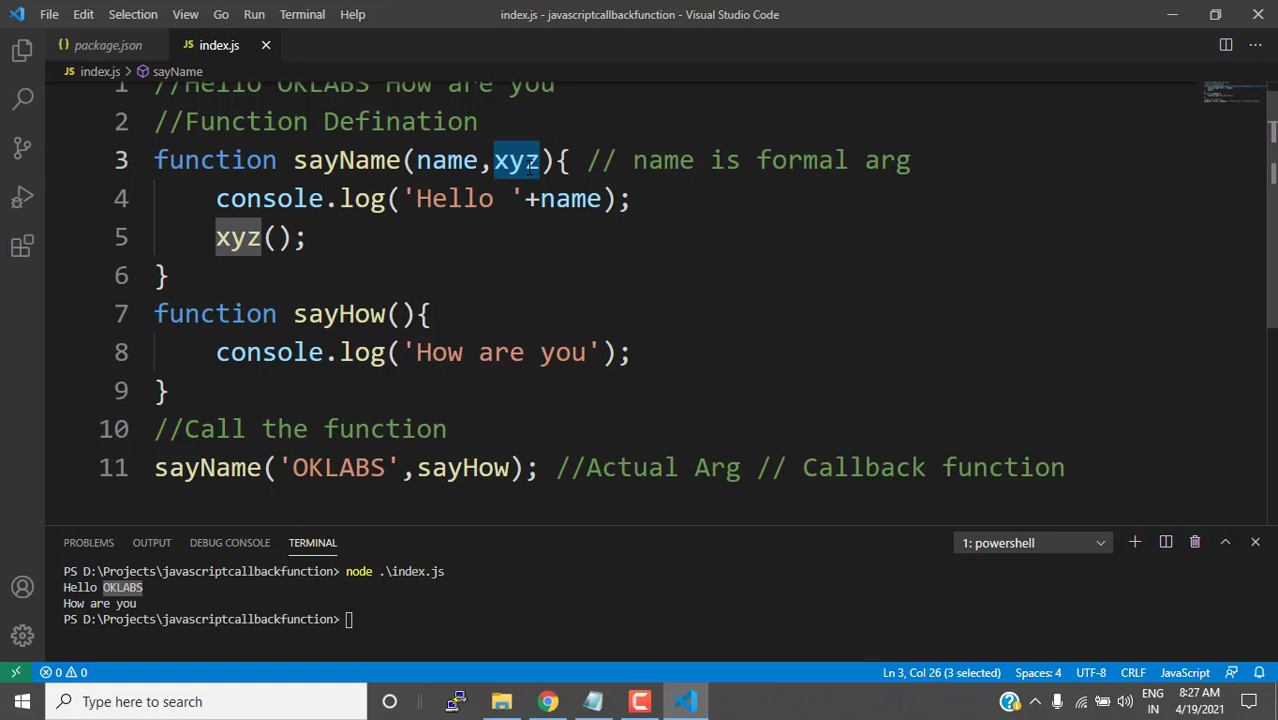 File Edit Selection View Go Run Terminal Help index.js - javascriptcallbackfunction - Visual Studio Code
package.json JS index.js
JS index.js > sayName
1 //Hello OKLABS How are you
2 //Function Defination
3 function sayName(name,xyz){ // name is formal arg
4 console.log('Hello '+name);
5 xyz();
6 }
7 function sayHow(){
8 console.log('How are you');
9 }
10 //Call the function
11 sayName('OKLABS',sayHow); //Actual Arg // Callback function
PROBLEMS OUTPUT DEBUG CONSOLE TERMINAL 1: powershell
PS D:\Projects\javascriptcallbackfunction> node .\index.js
Hello OKLABS
How are you
PS D:\Projects\javascriptcallbackfunction>
0 0 Ln 3, Col 26 (3 selected) Spaces: 4 UTF-8 CRLF JavaScript
Type here to search ENG 8:27 AM
IN 4/19/2021